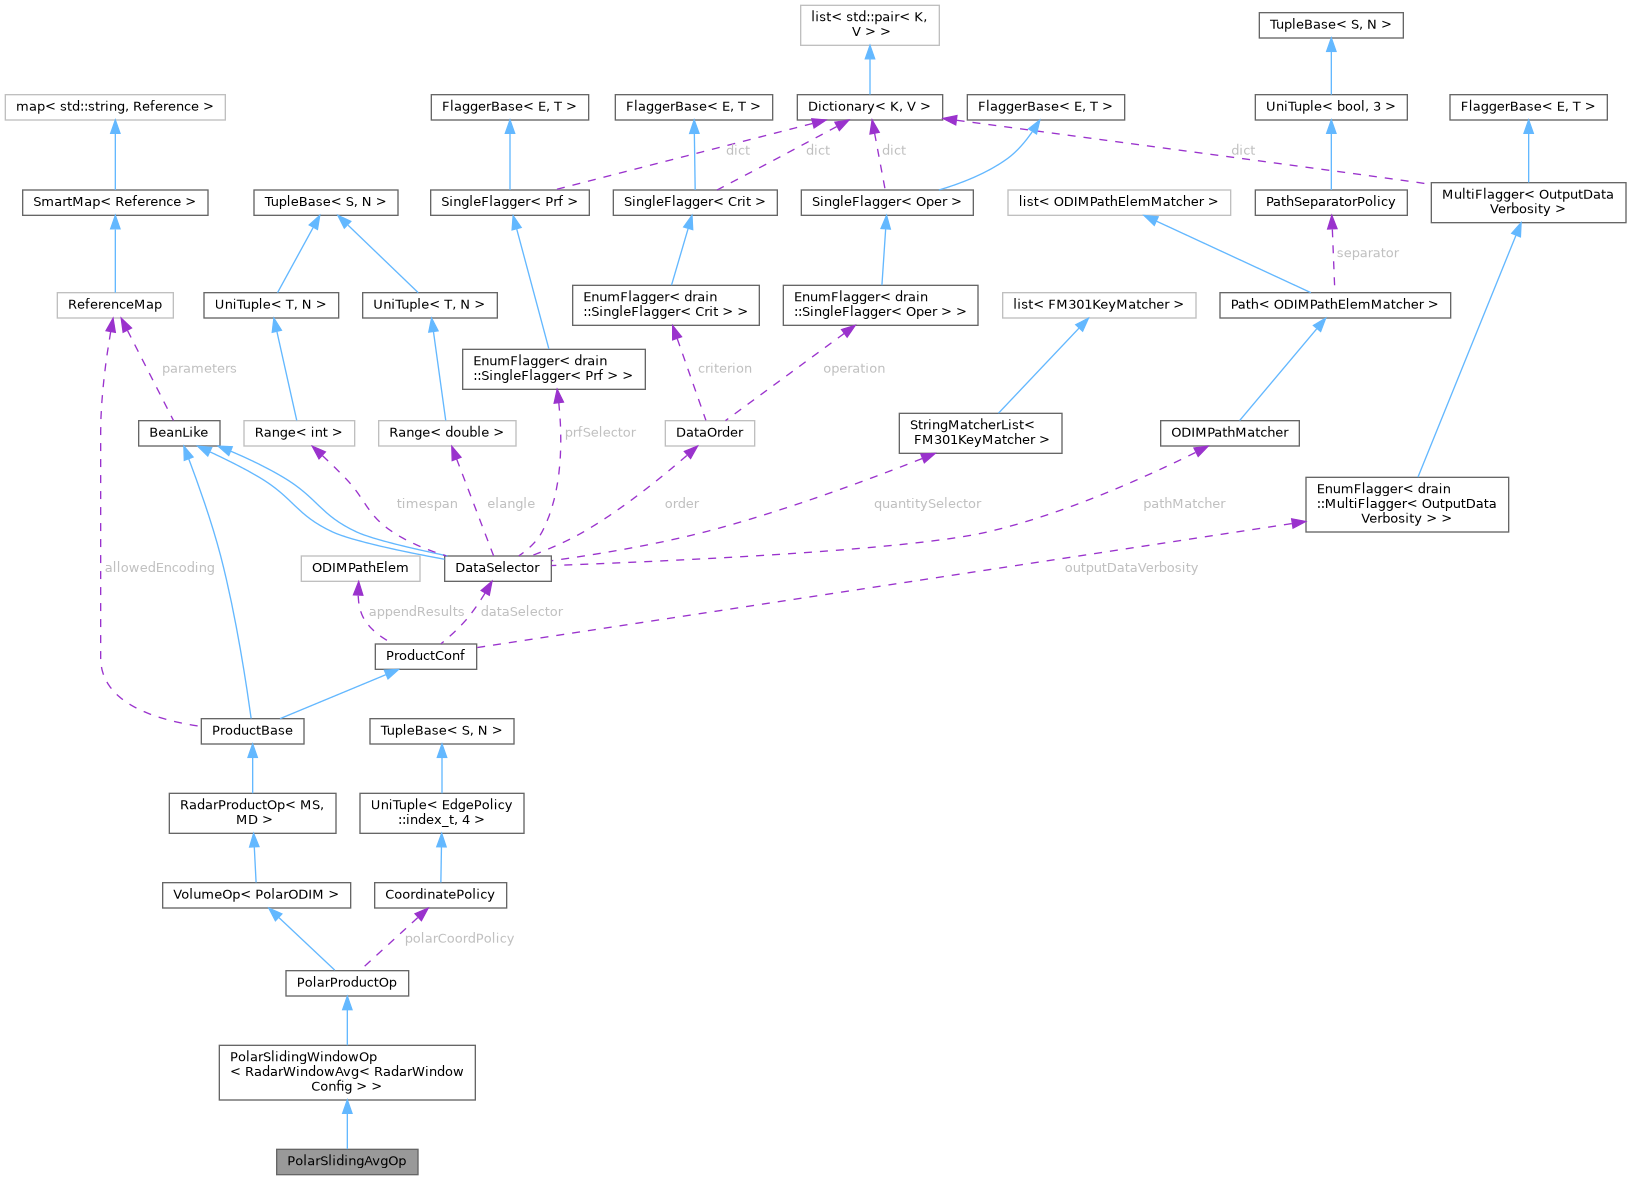 list< std::pair< K,
V > >
TupleBase< S, N >
map< std::string, Reference >
FlaggerBase< E, T >
FlaggerBase< E, T >
Dictionary< K, V >
FlaggerBase< E, T >
UniTuple< bool, 3 >
FlaggerBase< E, T >
dict
dict
dict
dict
SmartMap< Reference >
TupleBase< S, N >
SingleFlagger< Prf >
SingleFlagger< Crit >
SingleFlagger< Oper >
list< ODIMPathElemMatcher >
PathSeparatorPolicy
MultiFlagger< OutputData
Verbosity >
separator
ReferenceMap
UniTuple< T, N >
UniTuple< T, N >
EnumFlagger< drain
::SingleFlagger< Crit > >
EnumFlagger< drain
::SingleFlagger< Oper > >
list< FM301KeyMatcher >
Path< ODIMPathElemMatcher >
parameters
EnumFlagger< drain
::SingleFlagger< Prf > >
criterion
operation
BeanLike
Range< int >
Range< double >
prfSelector
DataOrder
StringMatcherList<
FM301KeyMatcher >
ODIMPathMatcher
timespan
elangle
order
quantitySelector
pathMatcher
EnumFlagger< drain
::MultiFlagger< OutputData
Verbosity > >
allowedEncoding
ODIMPathElem
DataSelector
outputDataVerbosity
appendResults
dataSelector
ProductConf
ProductBase
TupleBase< S, N >
RadarProductOp< MS,
MD >
UniTuple< EdgePolicy
::index_t, 4 >
VolumeOp< PolarODIM >
CoordinatePolicy
polarCoordPolicy
PolarProductOp
PolarSlidingWindowOp
< RadarWindowAvg< RadarWindow
Config > >
PolarSlidingAvgOp